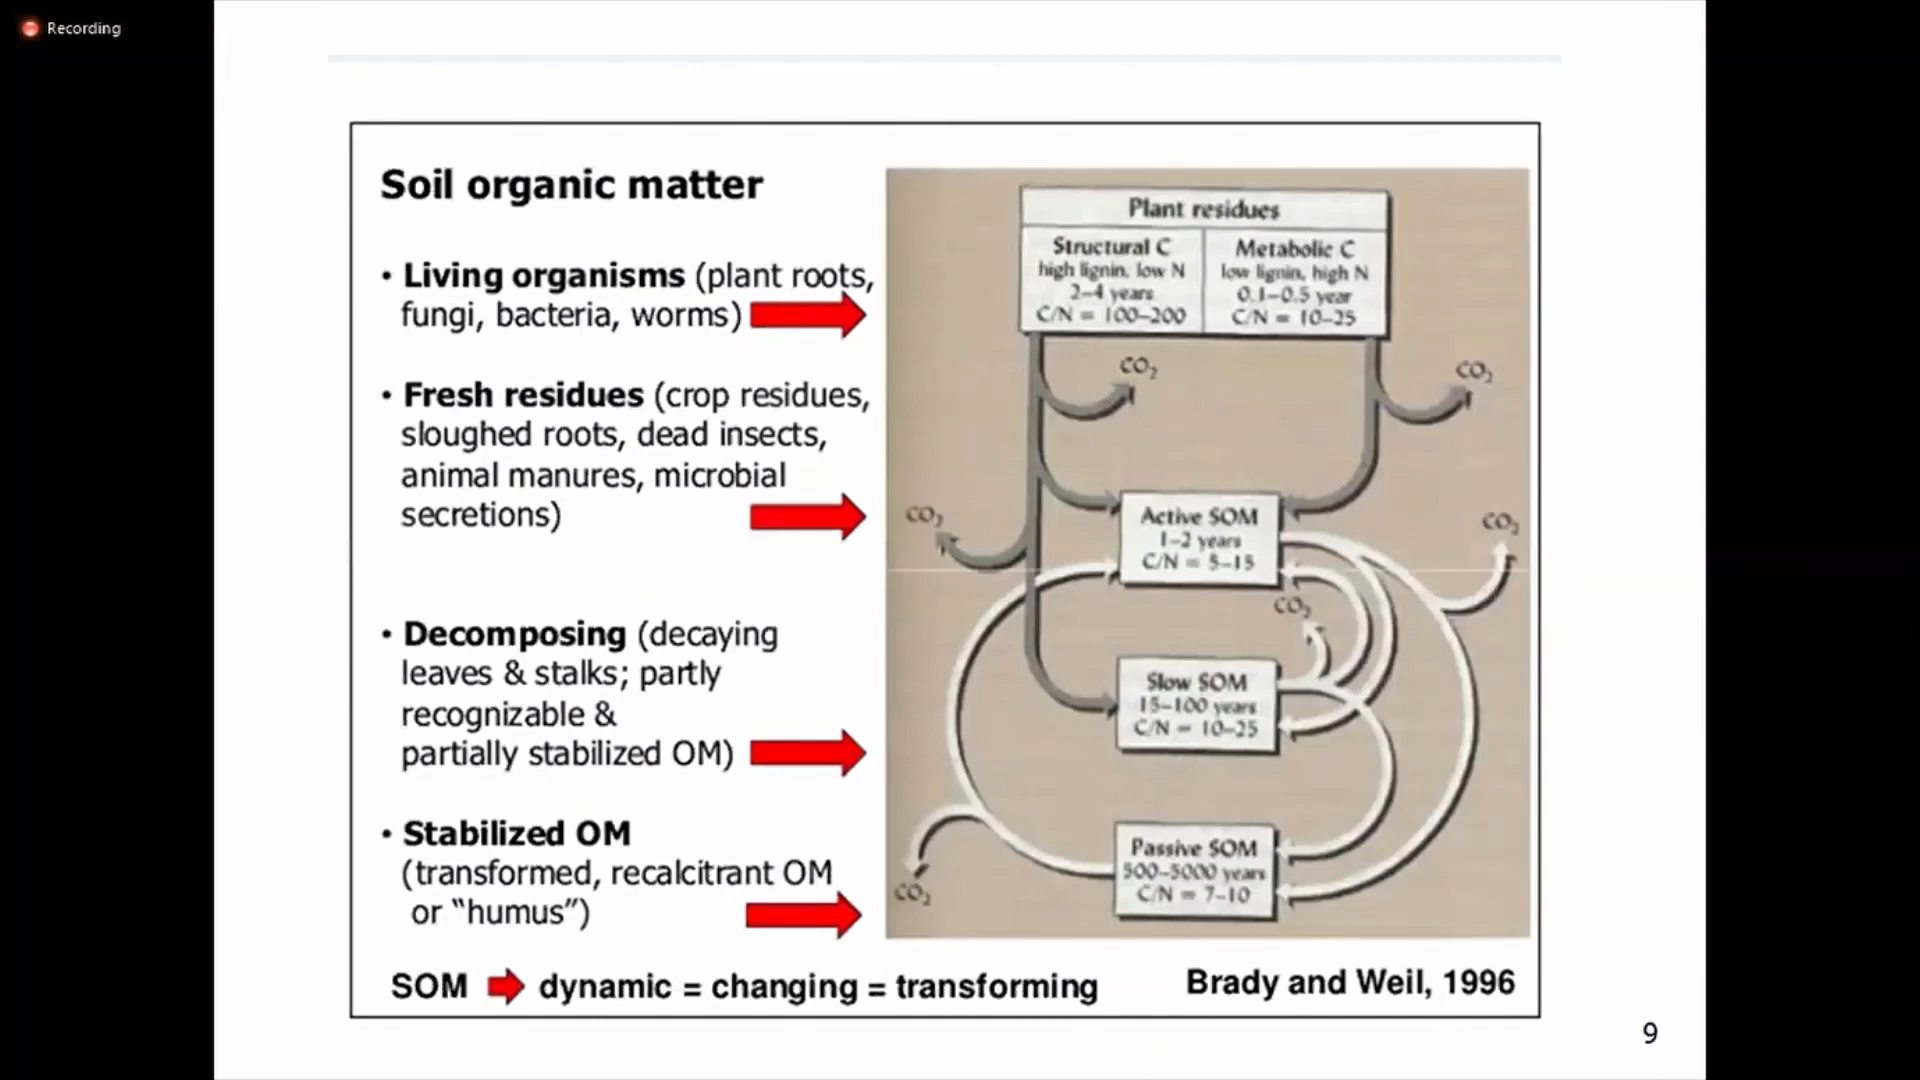 Recording
Soil organic matter
• Living organisms (plant roots,
fungi, bacteria, worms)
• Fresh residues (crop residues,
sloughed roots, dead insects,
animal manures, microbial
secretions)
• Decomposing (decaying
leaves & stalks; partly
recognizable &
partially stabilized OM)
• Stabilized OM
(transformed, recalcitrant OM
or “humus”)
SOM dynamic = changing = transforming
Plant residues
Structural C
high lignin, low N
2–4 years
C/N = 100–200
Metabolic C
low lignin, high N
0.1–0.5 year
C/N = 10–25
CO₂
CO₂
CO₂
Active SOM
1–2 years
C/N = 5–15
CO₂
CO₂
Slow SOM
15–100 years
C/N = 10–25
Passive SOM
500–5000 years
C/N = 7–10
CO₂
Brady and Weil, 1996
9